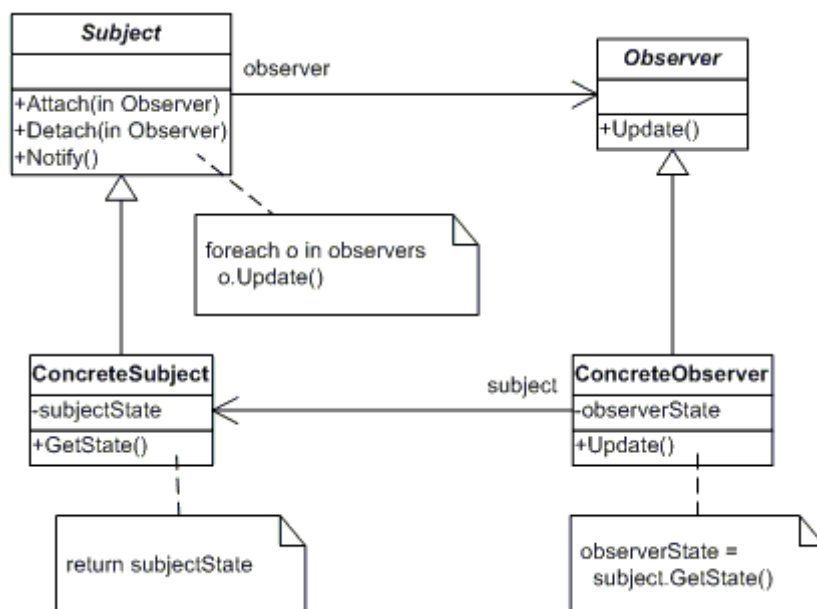 Subject
+Attach(in Observer)
+Detach(in Observer)
+Notify()
observer
Observer
+Update()
foreach o in observers
o.Update()
ConcreteSubject
-subjectState
+GetState()
subject
ConcreteObserver
-observerState
+Update()
return subjectState
observerState =
subject.GetState()